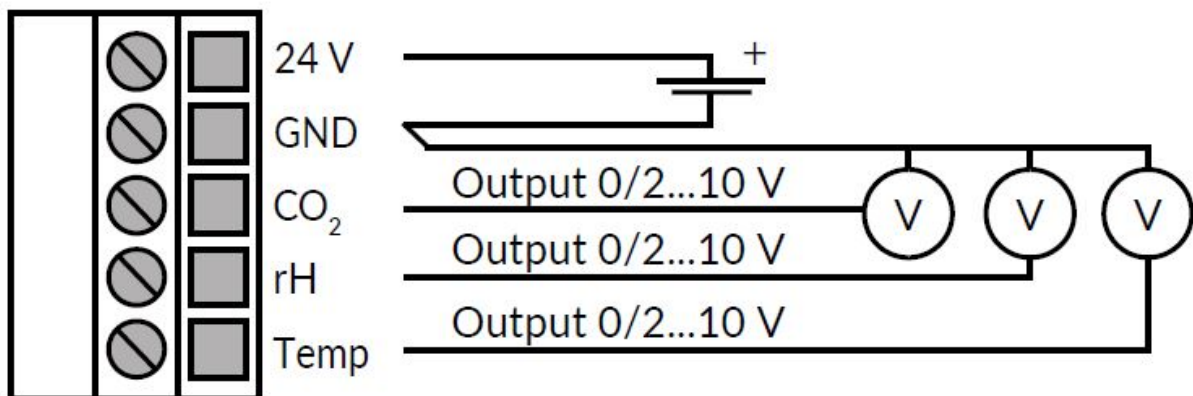 24 V
+
GND
Output 0/2...10 V
CO₂
V
V
V
Output 0/2...10 V
rH
Output 0/2...10 V
Temp